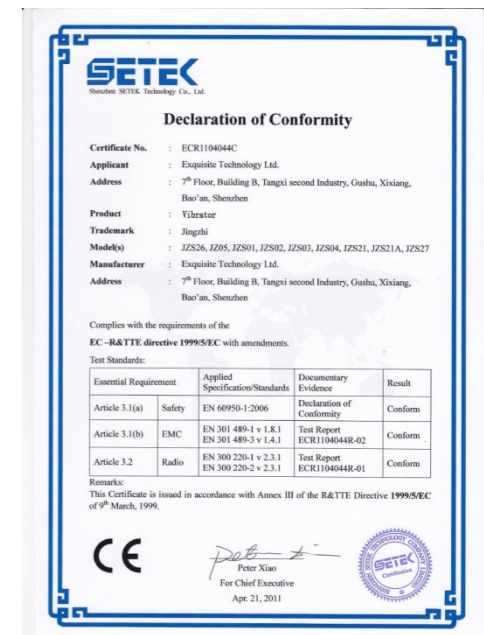 SETEK
Shenzhen SETEK Technology Co., Ltd.
Declaration of Conformity
Certificate No. : ECR1104044C
Applicant : Exquisite Technology Ltd.
Address : 7th Floor, Building B, Tangxi second Industry, Gushu, Xixiang,
Bao'an, Shenzhen
Product : Vibrator
Trademark : Jingzhi
Model(s) : JZS26, JZ05, JZS01, JZS02, JZS03, JZS04, JZS21, JZS21A, JZS27
Manufacturer : Exquisite Technology Ltd.
Address : 7th Floor, Building B, Tangxi second Industry, Gushu, Xixiang,
Bao'an, Shenzhen
Complies with the requirements of the
EC –R&TTE directive 1999/5/EC with amendments.
Test Standards:
Essential Requirement Applied Specification/Standards Documentary Evidence Result
Article 3.1(a) Safety EN 60950-1:2006 Declaration of Conformity Conform
Article 3.1(b) EMC EN 301 489-1 v 1.8.1 EN 301 489-3 v 1.4.1 Test Report ECR1104044R-02 Conform
Article 3.2 Radio EN 300 220-1 v 2.3.1 EN 300 220-2 v 2.3.1 Test Report ECR1104044R-01 Conform
Remarks:
This Certificate is issued in accordance with Annex III of the R&TTE Directive 1999/5/EC
of 9th March, 1999.
CE
Peter Xiao
For Chief Executive
Apr. 21, 2011
SETEK
Certification